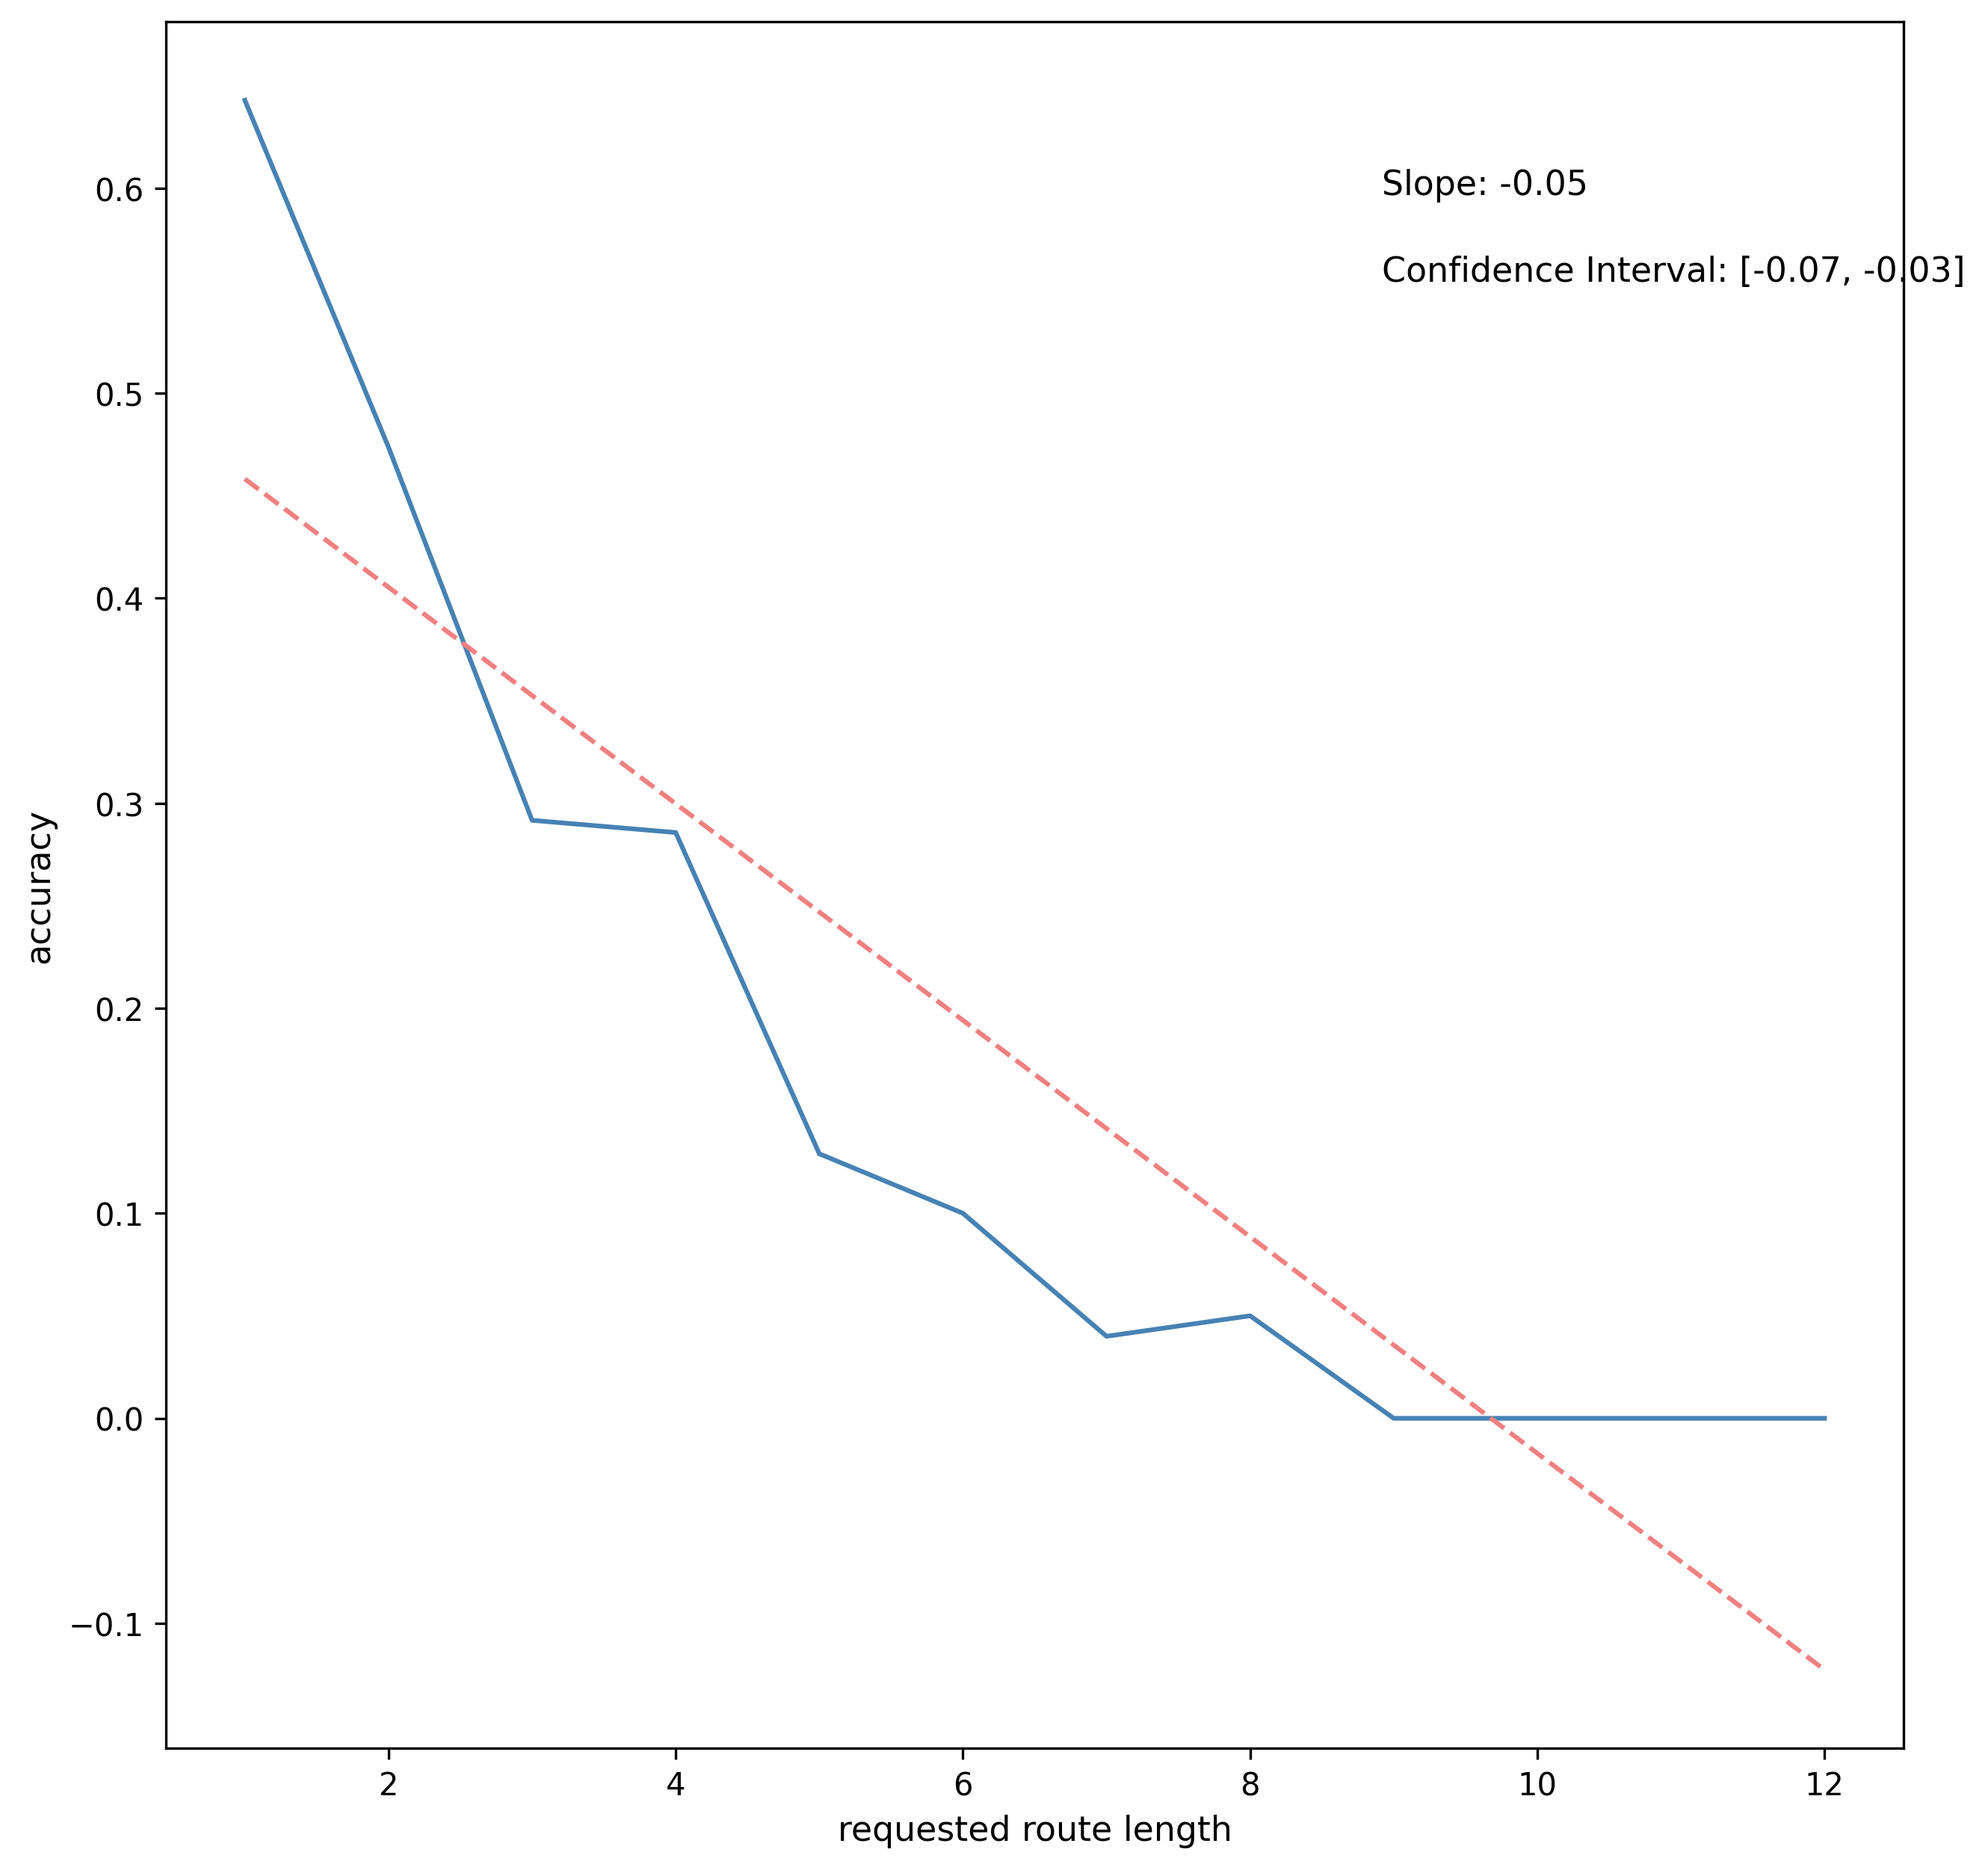 Slope: -0.05
Confidence Interval: [-0.07, -0.03]
accuracy
0.6
0.5
0.4
0.3
0.2
0.1
0.0
−0.1
2 4 6 8 10 12
requested route length